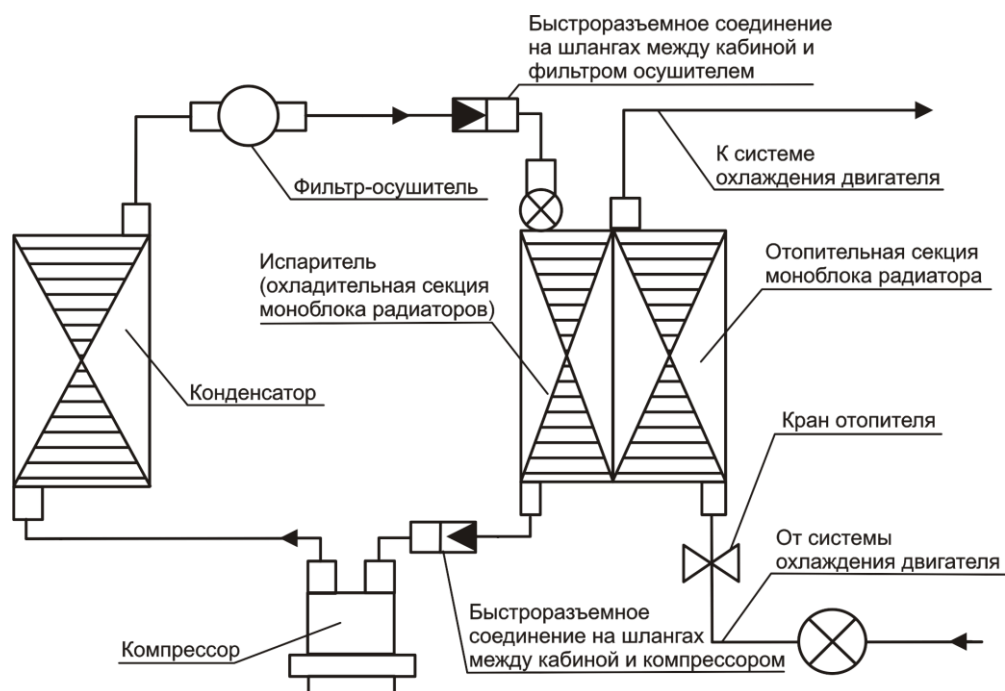 Быстроразъемное соединение
на шлангах между кабиной и
фильтром осушителем
К системе
охлаждения двигателя
Фильтр-осушитель
Испаритель
(охладительная секция
моноблока радиаторов)
Отопительная секция
моноблока радиатора
Конденсатор
Кран отопителя
От системы
охлаждения двигателя
Быстроразъемное
соединение на шлангах
между кабиной и компрессором
Компрессор